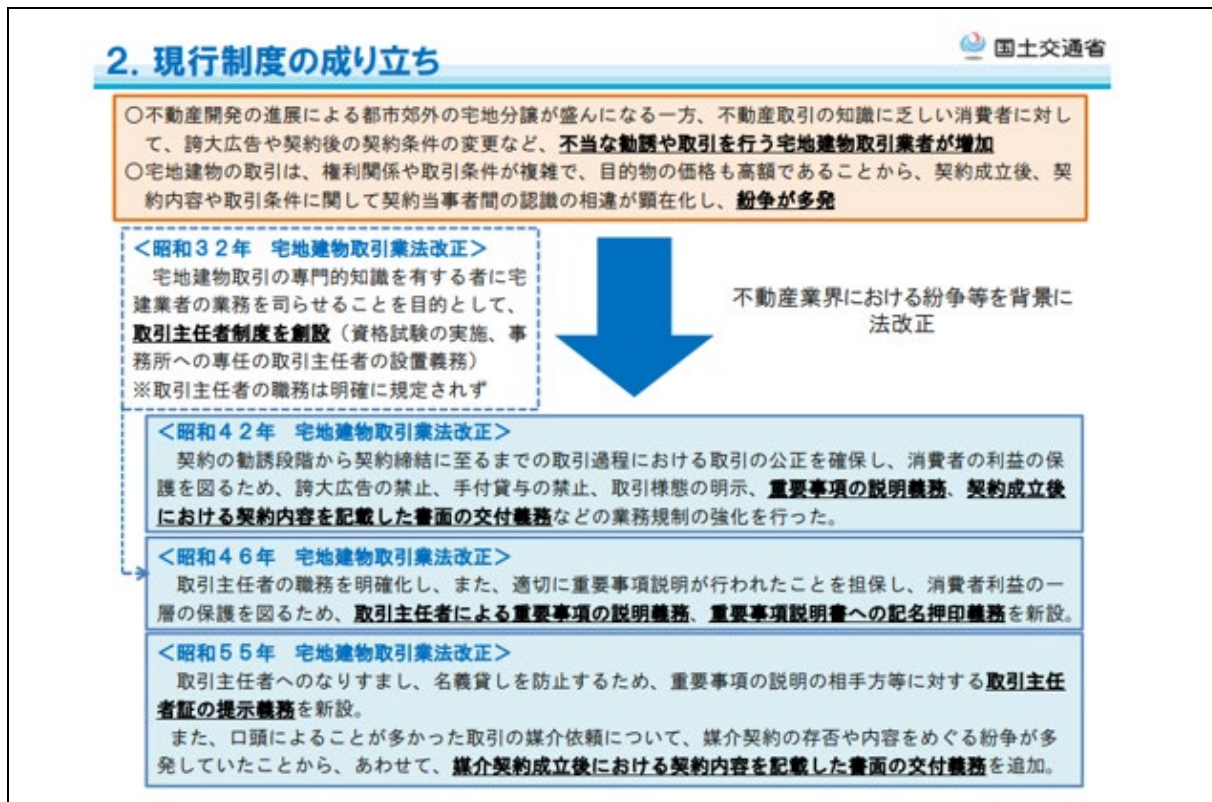 2. 現行制度の成り立ち
国土交通省
○不動産開発の進展による都市郊外の宅地分譲が盛んになる一方、不動産取引の知識に乏しい消費者に対し
て、誇大広告や契約後の契約条件の変更など、不当な勧誘や取引を行う宅地建物取引業者が増加
○宅地建物の取引は、権利関係や取引条件が複雑で、目的物の価格も高額であることから、契約成立後、契
約内容や取引条件に関して契約当事者間の認識の相違が顕在化し、紛争が多発
＜昭和32年　宅地建物取引業法改正＞
宅地建物取引の専門的知識を有する者に宅
建業者の業務を司らせることを目的として、
取引主任者制度を創設（資格試験の実施、事
務所への専任の取引主任者の設置義務）
※取引主任者の職務は明確に規定されず
不動産業界における紛争等を背景に
法改正
＜昭和42年　宅地建物取引業法改正＞
契約の勧誘段階から契約締結に至るまでの取引過程における取引の公正を確保し、消費者の利益の保
護を図るため、誇大広告の禁止、手付貸与の禁止、取引様態の明示、重要事項の説明義務、契約成立後
における契約内容を記載した書面の交付義務などの業務規制の強化を行った。
＜昭和46年　宅地建物取引業法改正＞
取引主任者の職務を明確化し、また、適切に重要事項説明が行われたことを担保し、消費者利益の一
層の保護を図るため、取引主任者による重要事項の説明義務、重要事項説明書への記名押印義務を新設。
＜昭和55年　宅地建物取引業法改正＞
取引主任者へのなりすまし、名義貸しを防止するため、重要事項の説明の相手方等に対する取引主任
者証の提示義務を新設。
また、口頭によることが多かった取引の媒介依頼について、媒介契約の存否や内容をめぐる紛争が多
発していたことから、あわせて、媒介契約成立後における契約内容を記載した書面の交付義務を追加。